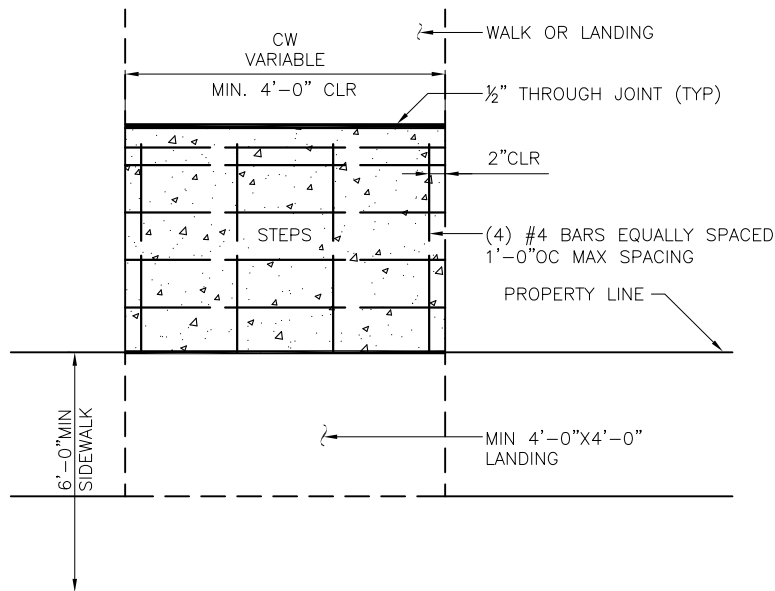 CW
VARIABLE
MIN. 4'-0" CLR
WALK OR LANDING
½" THROUGH JOINT (TYP)
2"CLR
STEPS
(4) #4 BARS EQUALLY SPACED
1'-0"OC MAX SPACING
PROPERTY LINE
6'-0"MIN
SIDEWALK
MIN 4'-0"X4'-0"
LANDING